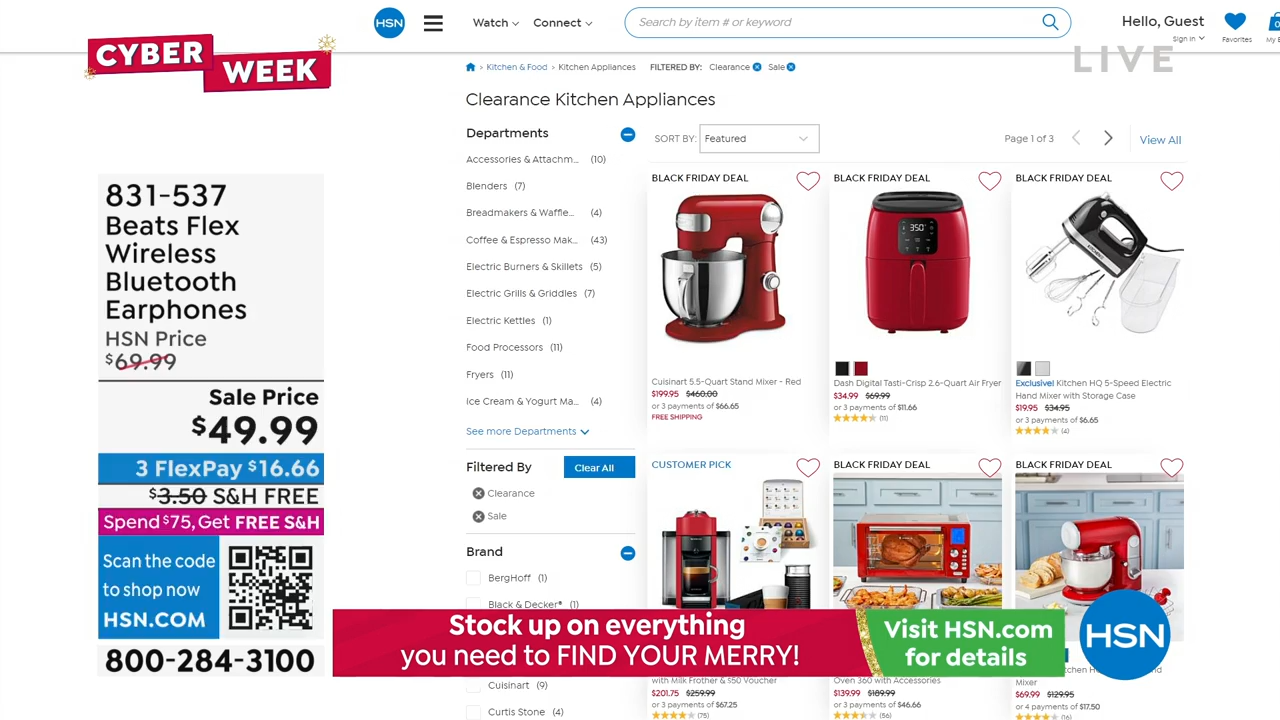 HSN
Watch
Connect
Search by item # or keyword
Hello, Guest
Sign In
Favorites
LIVE
CYBER
WEEK
Kitchen & Food > Kitchen Appliances
FILTERED BY: Clearance Sale
Clearance Kitchen Appliances
831-537
Beats Flex
Wireless
Bluetooth
Earphones
HSN Price
$69.99
Sale Price
$49.99
3 FlexPay $16.66
$3.50 S&H FREE
Spend $75, Get FREE S&H
Scan the code
to shop now
HSN.COM
800-284-3100
Departments
Accessories & Attachm... (10)
Blenders (7)
Breadmakers & Waffle... (4)
Coffee & Espresso Mak... (43)
Electric Burners & Skillets (5)
Electric Grills & Griddles (7)
Electric Kettles (1)
Food Processors (11)
Fryers (11)
Ice Cream & Yogurt Ma... (4)
See more Departments
Filtered By
Clear All
Clearance
Sale
Brand
BergHoff (1)
Black & Decker® (1)
Cuisinart (9)
Curtis Stone (4)
SORT BY: Featured
Page 1 of 3
View All
BLACK FRIDAY DEAL
Cuisinart 5.5-Quart Stand Mixer - Red
$199.95 $460.00
or 3 payments of $66.65
FREE SHIPPING
BLACK FRIDAY DEAL
350°
Dash Digital Tasti-Crisp 2.6-Quart Air Fryer
$34.99 $69.99
or 3 payments of $11.66
(11)
BLACK FRIDAY DEAL
Exclusive! Kitchen HQ 5-Speed Electric
Hand Mixer with Storage Case
$19.95 $34.95
or 3 payments of $6.65
(4)
CUSTOMER PICK
with Milk Frother & $50 Voucher
$201.75 $259.99
or 3 payments of $67.25
(75)
BLACK FRIDAY DEAL
Oven 360 with Accessories
$139.99 $189.99
or 3 payments of $46.66
(56)
BLACK FRIDAY DEAL
Mixer
$69.99 $129.95
or 4 payments of $17.50
(16)
Stock up on everything
you need to FIND YOUR MERRY!
Visit HSN.com
for details
HSN